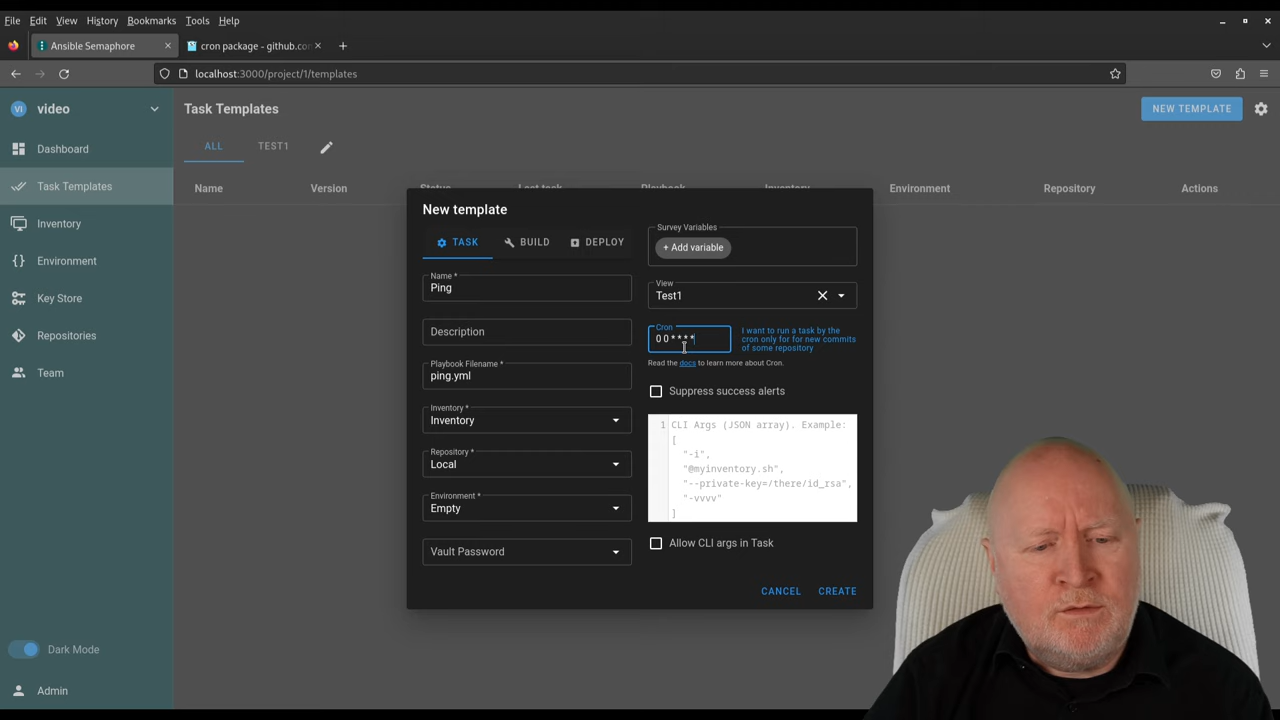 File Edit View History Bookmarks Tools Help
Ansible Semaphore
cron package - github.co
localhost:3000/project/1/templates
VI video
Task Templates
NEW TEMPLATE
Dashboard
Task Templates
Inventory
Environment
Key Store
Repositories
Team
Dark Mode
Admin
ALL TEST1
Name Version Status Last task Playbook Inventory Environment Repository Actions
New template
TASK BUILD DEPLOY
Name *
Ping
Description
Playbook Filename *
ping.yml
Inventory *
Inventory
Repository *
Local
Environment *
Empty
Vault Password
Survey Variables
+ Add variable
View
Test1
Cron
0 0 * * * *
I want to run a task by the
cron only for for new commits
of some repository
Read the docs to learn more about Cron.
Suppress success alerts
1 CLI Args (JSON array). Example:
[
"-i",
"@myinventory.sh",
"--private-key=/there/id_rsa",
"-vvvv"
]
Allow CLI args in Task
CANCEL CREATE